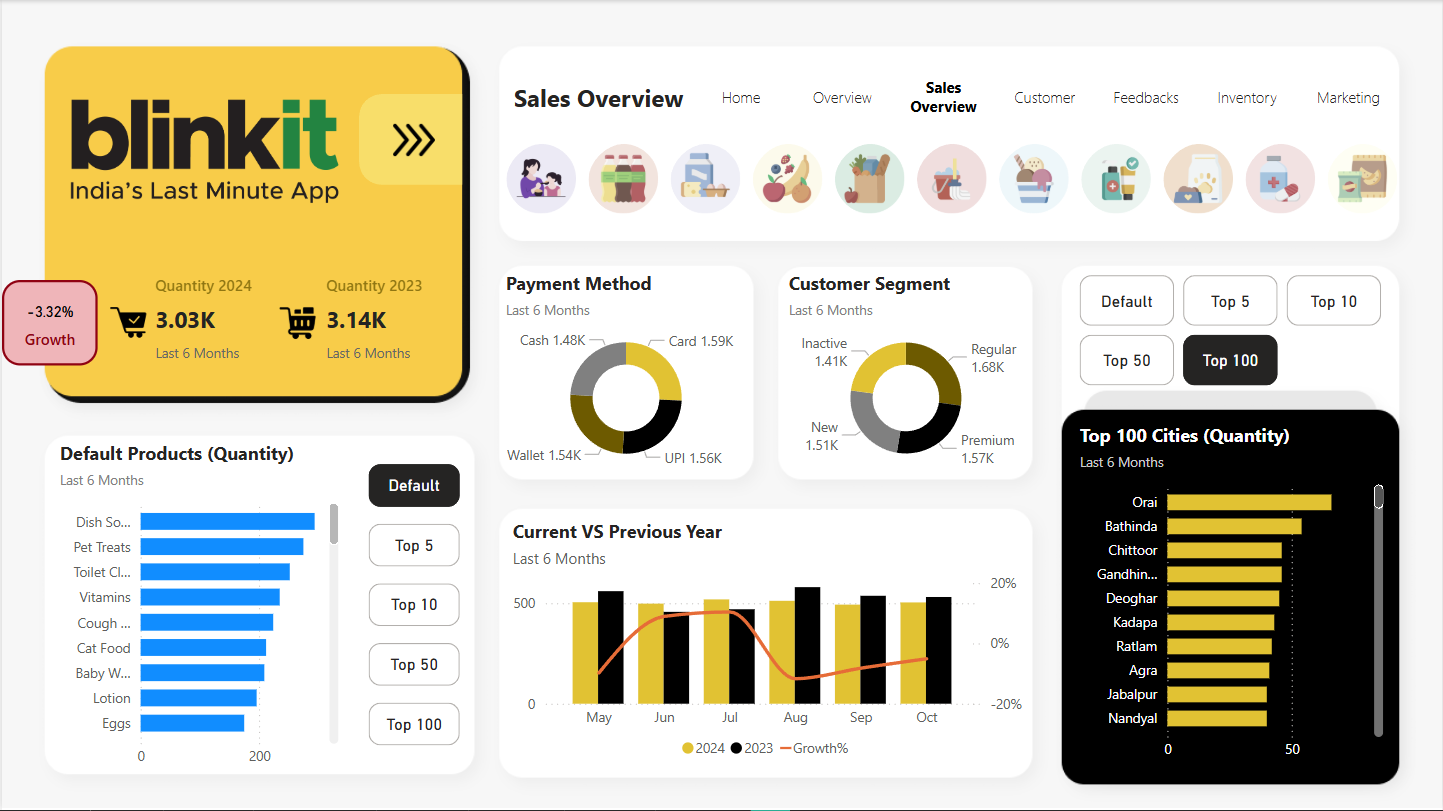 blinkit
India's Last Minute App
-3.32%
Growth
Quantity 2024
3.03K
Last 6 Months
Quantity 2023
3.14K
Last 6 Months
Sales Overview
Home
Overview
Sales
Overview
Customer
Feedbacks
Inventory
Marketing
Payment Method
Last 6 Months
Cash 1.48K
Card 1.59K
Wallet 1.54K
UPI 1.56K
Customer Segment
Last 6 Months
Inactive
1.41K
Regular
1.68K
New
1.51K
Premium
1.57K
Default
Top 5
Top 10
Top 50
Top 100
Default Products (Quantity)
Last 6 Months
Dish So...
Pet Treats
Toilet Cl...
Vitamins
Cough ...
Cat Food
Baby W...
Lotion
Eggs
0
200
Default
Top 5
Top 10
Top 50
Top 100
Current VS Previous Year
Last 6 Months
500
0
20%
0%
-20%
May
Jun
Jul
Aug
Sep
Oct
2024
2023
Growth%
Top 100 Cities (Quantity)
Last 6 Months
Orai
Bathinda
Chittoor
Gandhin...
Deoghar
Kadapa
Ratlam
Agra
Jabalpur
Nandyal
0
50